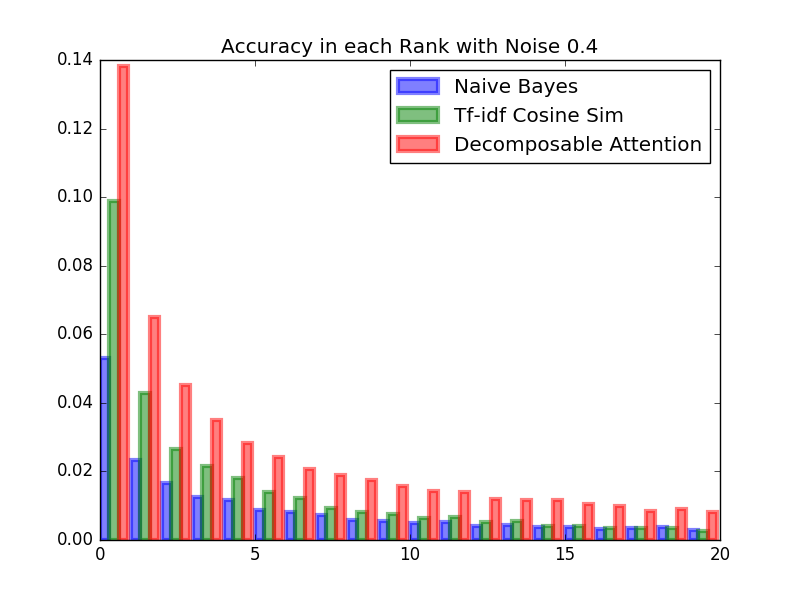 Accuracy in each Rank with Noise 0.4
0.14
Naive Bayes
Tf-idf Cosine Sim
Decomposable Attention
0.12
0.10
0.08
0.06
0.04
0.02
0.00
0 5 10 15 20